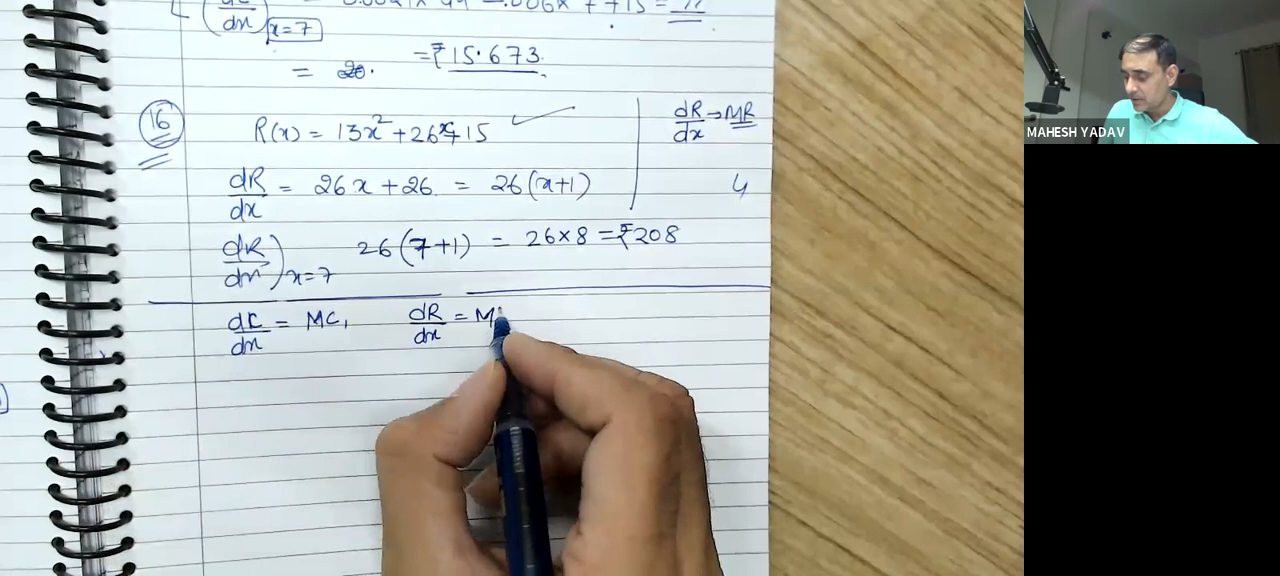 dx x=7
= ₹15.673
=
16 R(x) = 13x² + 26x + 15 dR/dx → MR
dR/dx = 26x + 26 = 26(x+1) 4
dR/dx)x=7 26(7+1) = 26×8 = ₹208
dC/dx = MC, dR/dx = M
MAHESH YADAV